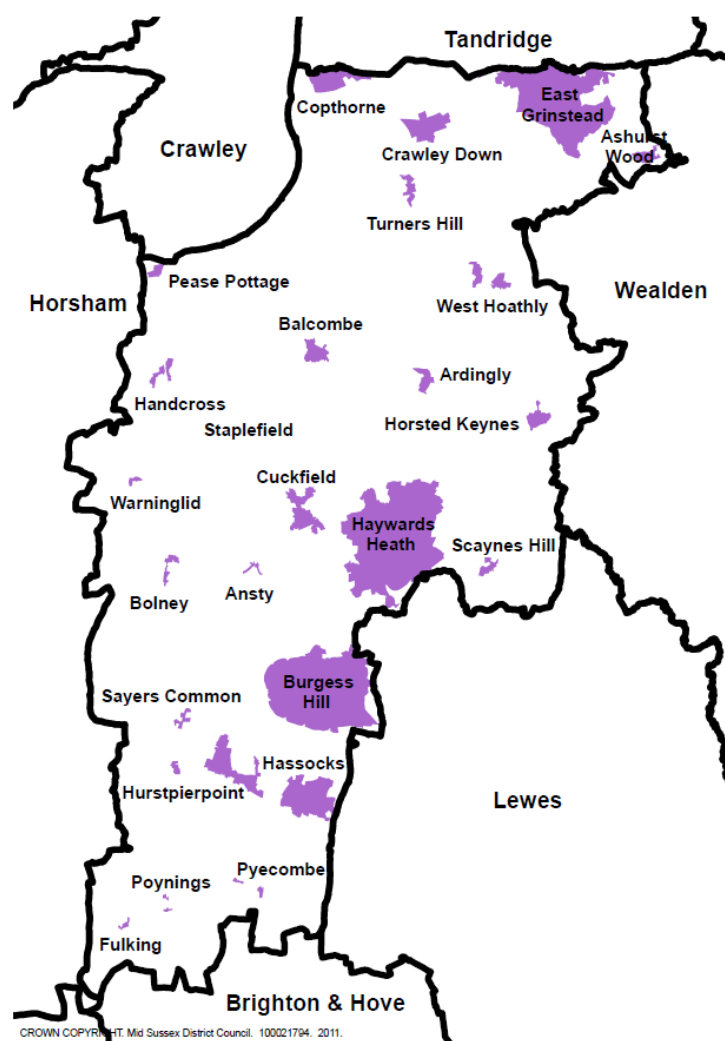 Tandridge
East
Grinstead
Copthorne
Crawley
Crawley Down
Ashurst
Wood
Turners Hill
Pease Pottage
Horsham
Wealden
West Hoathly
Balcombe
Ardingly
Handcross
Horsted Keynes
Staplefield
Cuckfield
Warninglid
Haywards
Heath
Scaynes Hill
Bolney
Ansty
Burgess
Hill
Sayers Common
Hassocks
Hurstpierpoint
Lewes
Pyecombe
Poynings
Fulking
Brighton & Hove
CROWN COPYRIGHT. Mid Sussex District Council. 100021794. 2011.